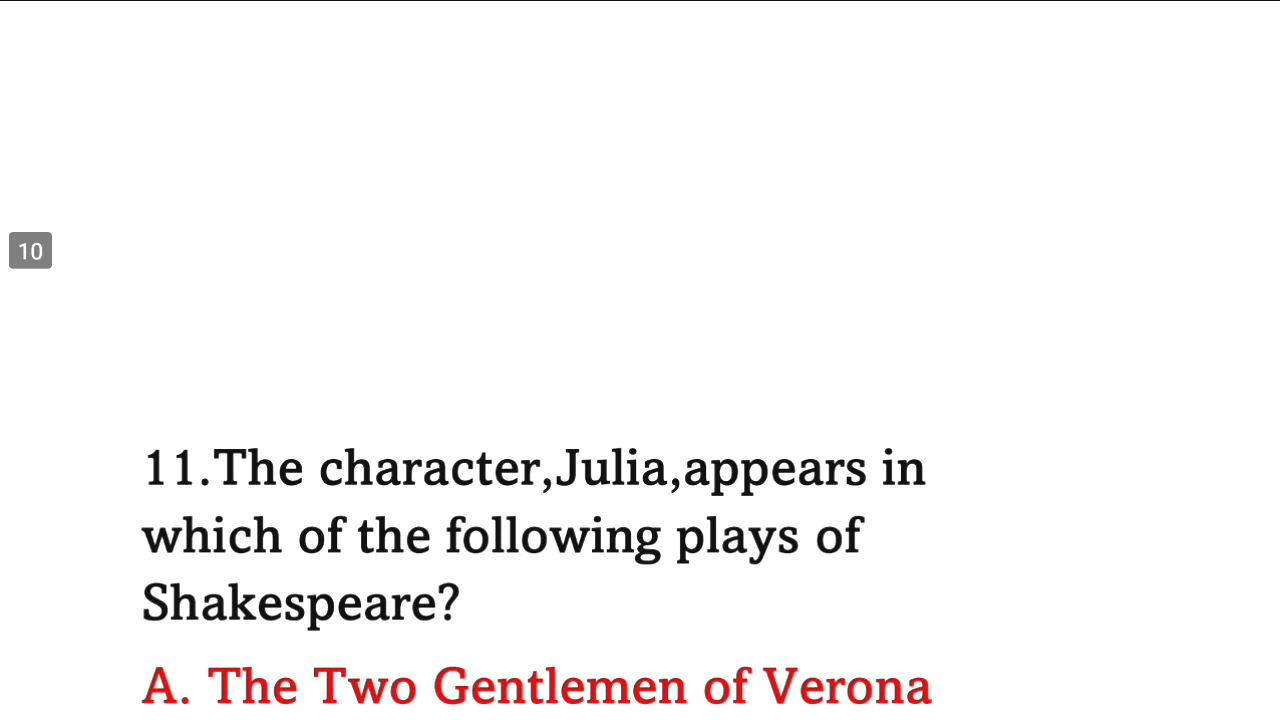 10
11.The character,Julia,appears in
which of the following plays of
Shakespeare?
A. The Two Gentlemen of Verona